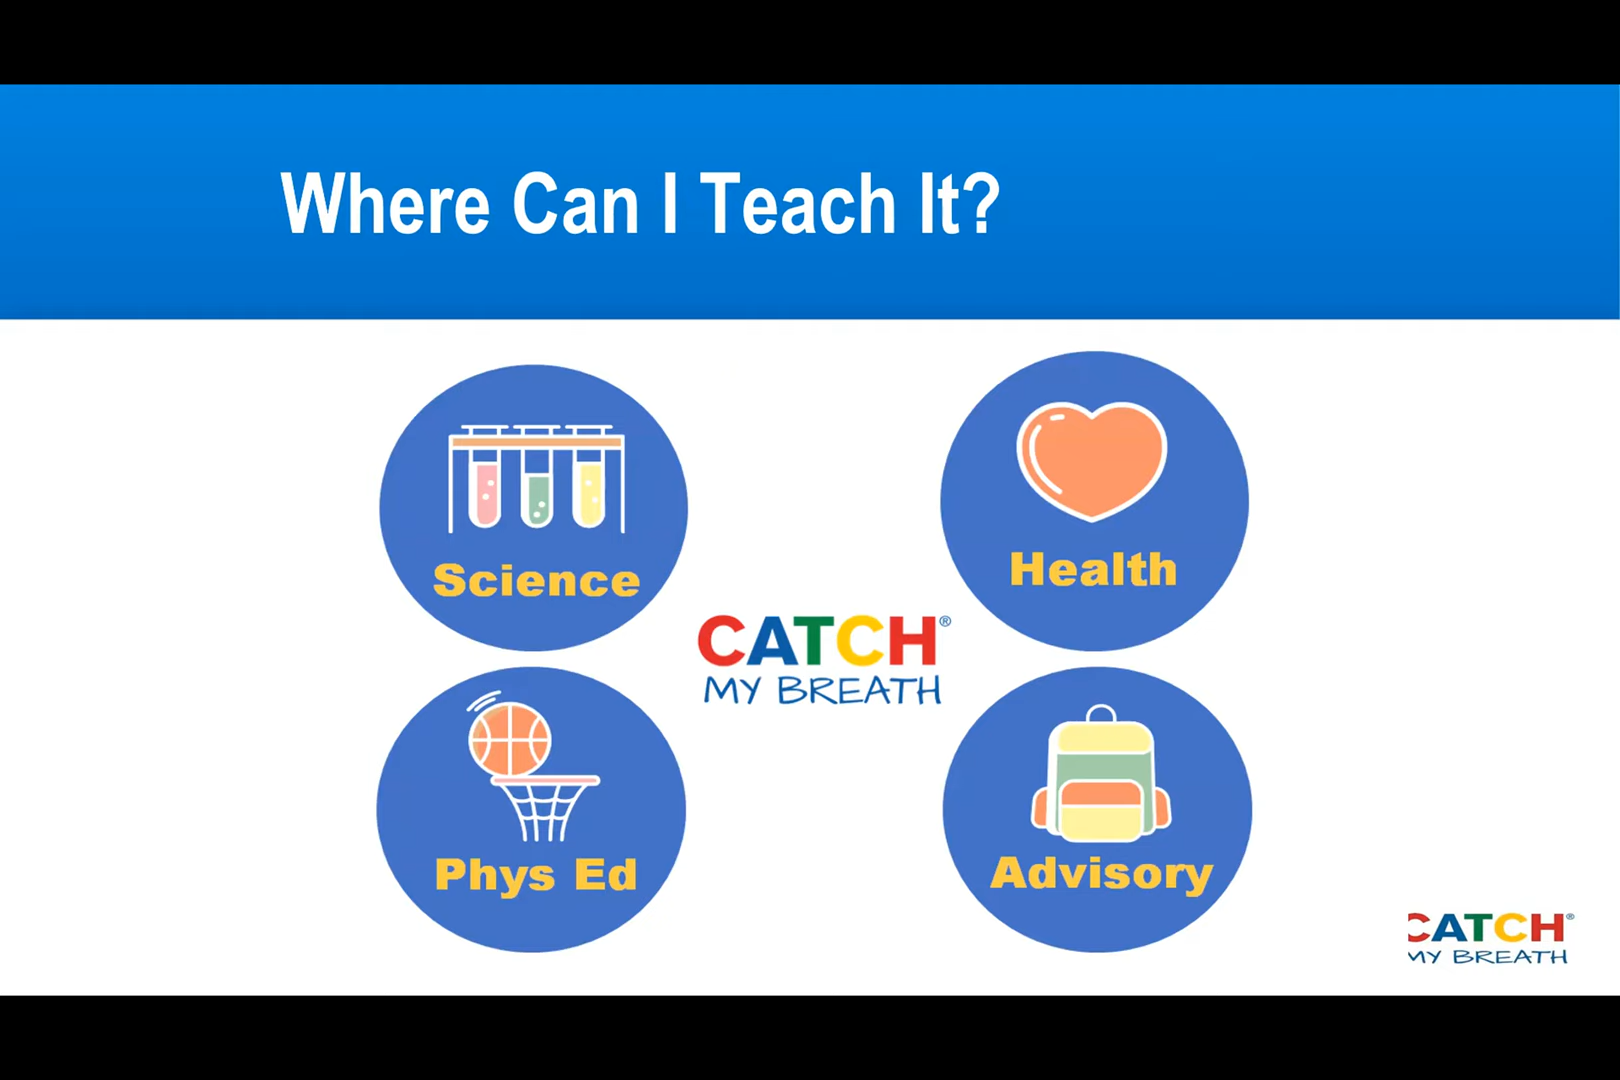 Where Can I Teach It?
Science
Health
CATCH®
MY BREATH
Phys Ed
Advisory
CATCH®
MY BREATH